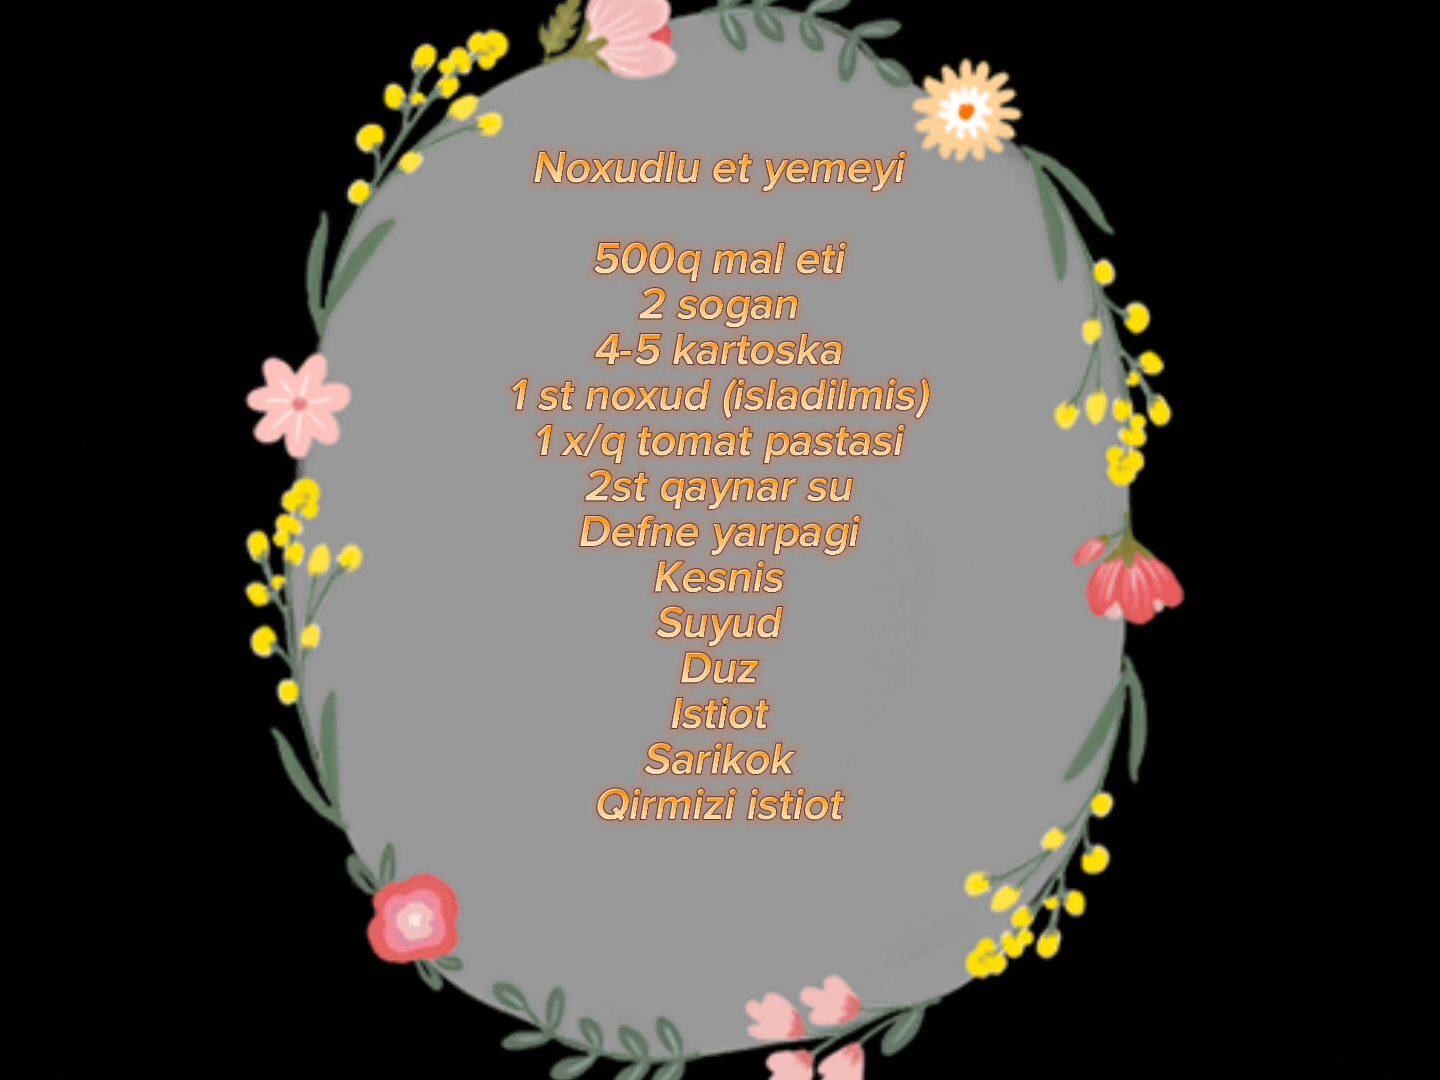 Noxudlu et yemeyi
500q mal eti
2 sogan
4-5 kartoska
1 st noxud (isladilmis)
1 x/q tomat pastasi
2st qaynar su
Defne yarpagi
Kesnis
Suyud
Duz
Istiot
Sarikok
Qirmizi istiot